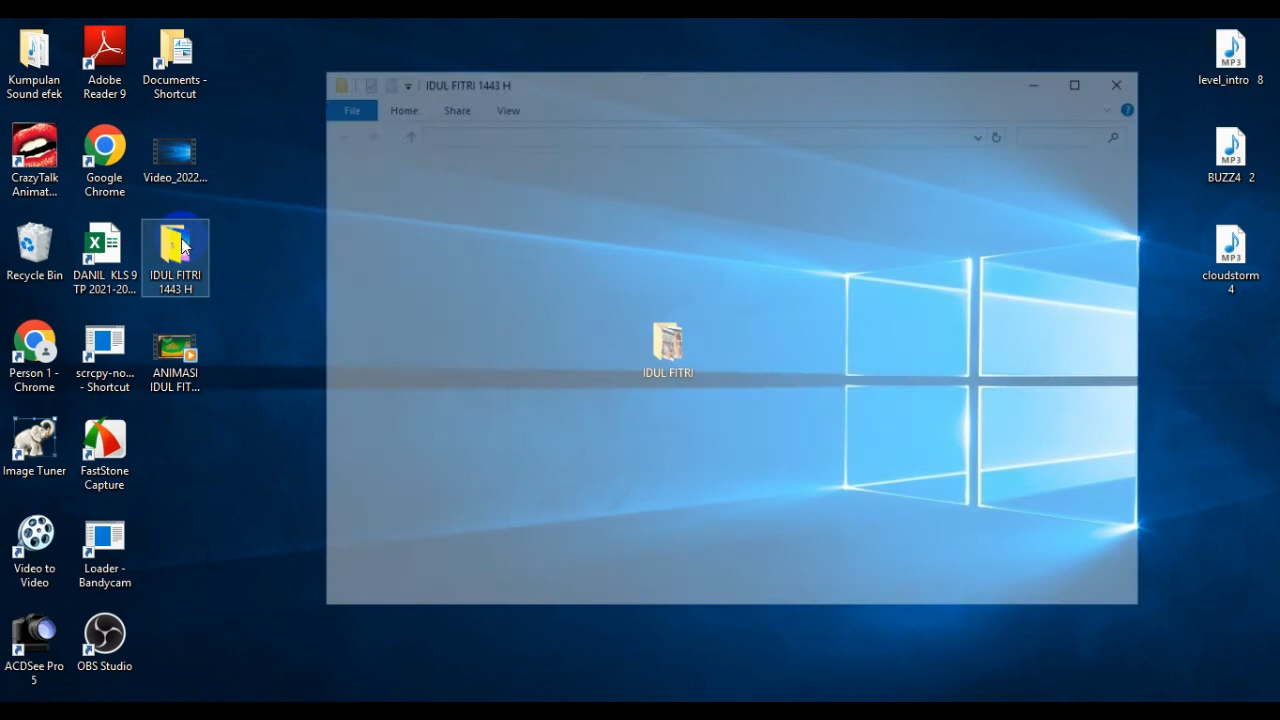 Kumpulan
Sound efek
Adobe
Reader 9
Documents -
Shortcut
CrazyTalk
Animat...
Google
Chrome
Video_2022...
Recycle Bin
DANIL KLS 9
TP 2021-20...
IDUL FITRI
1443 H
Person 1 -
Chrome
scrcpy-no...
- Shortcut
ANIMASI
IDUL FIT...
Image Tuner
FastStone
Capture
Video to
Video
Loader -
Bandycam
ACDSee Pro
5
OBS Studio
IDUL FITRI 1443 H
File Home Share View
IDUL FITRI
MP3
level_intro 8
MP3
BUZZ4 2
MP3
cloudstorm
4